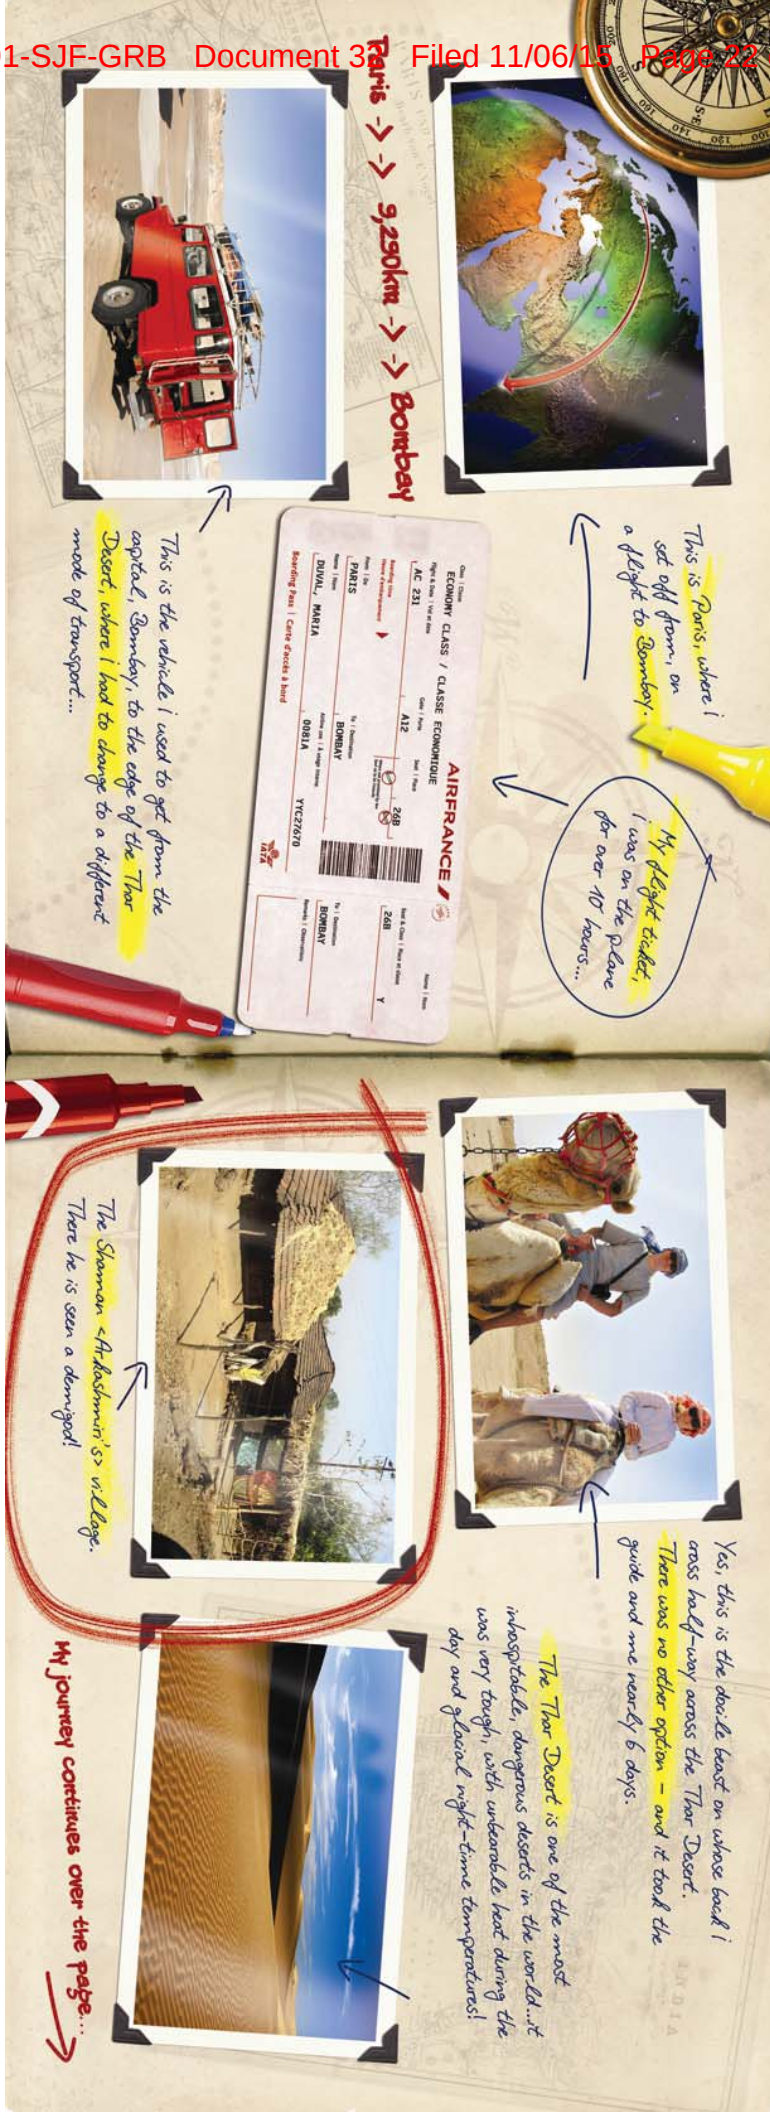 1-SJF-GRB Document 32 Filed 11/06/15 Page 22
This is Paris, where I
set off from, on
a flight to Bombay.
My flight ticket,
I was on the plane
for over 10 hours...
Paris -> -> 9,290km -> -> Bombay
AIRFRANCE
ECONOMY CLASS / CLASSE ECONOMIQUE
AC 231
A12
26B
PARIS
BOMBAY
DUVAL, MARIA
0081A
YYC27670
Boarding Pass | Carte d'accès à bord
IATA
26B
Y
BOMBAY
This is the vehicle I used to get from the
capital, Bombay, to the edge of the Thar
Desert, where I had to change to a different
mode of transport...
Yes, this is the docile beast on whose back I
cross half-way across the Thar Desert.
There was no other option - and it took the
guide and me nearly 6 days.
The Thar Desert is one of the most
inhospitable, dangerous deserts in the world...it
was very tough, with unbearable heat during the
day and glacial night-time temperatures!
The Shaman <Arkashmiri's> village.
There he is seen a demigod!
My journey continues over the page...